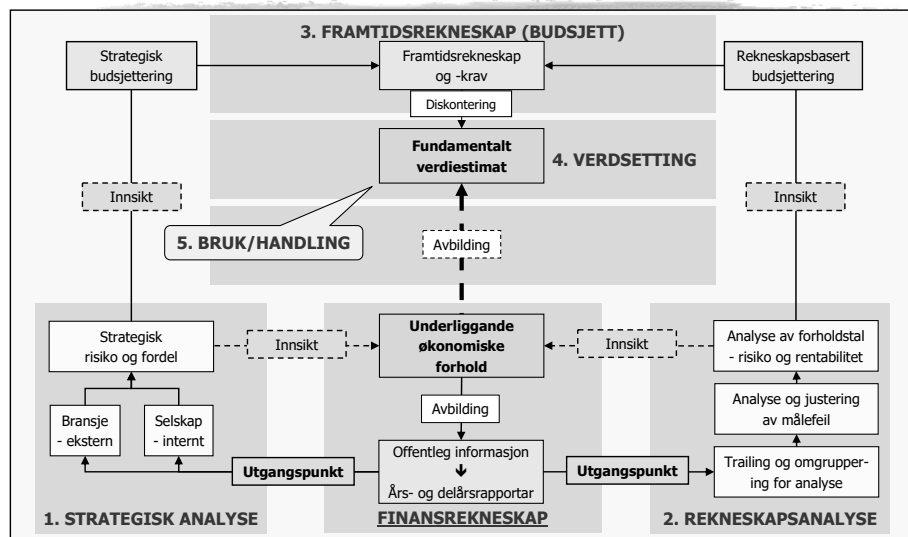 3. FRAMTIDSREKNESKAP (BUDSJETT)
Strategisk
budsjettering
Framtidsrekneskap
og -krav
Rekneskapsbasert
budsjettering
Diskontering
Fundamentalt
verdiestimat
4. VERDSETTING
Innsikt
Innsikt
5. BRUK/HANDLING
Avbilding
Strategisk
risiko og fordel
Innsikt
Underliggande
økonomiske
forhold
Innsikt
Analyse av forholdstal
- risiko og rentabilitet
Bransje
- ekstern
Selskap
- internt
Avbilding
Analyse og justering
av målefeil
Utgangspunkt
Offentleg informasjon
Års- og delårsrapportar
Utgangspunkt
Trailing og omgrupper-
ing for analyse
1. STRATEGISK ANALYSE
FINANSREKNESKAP
2. REKNESKAPSANALYSE